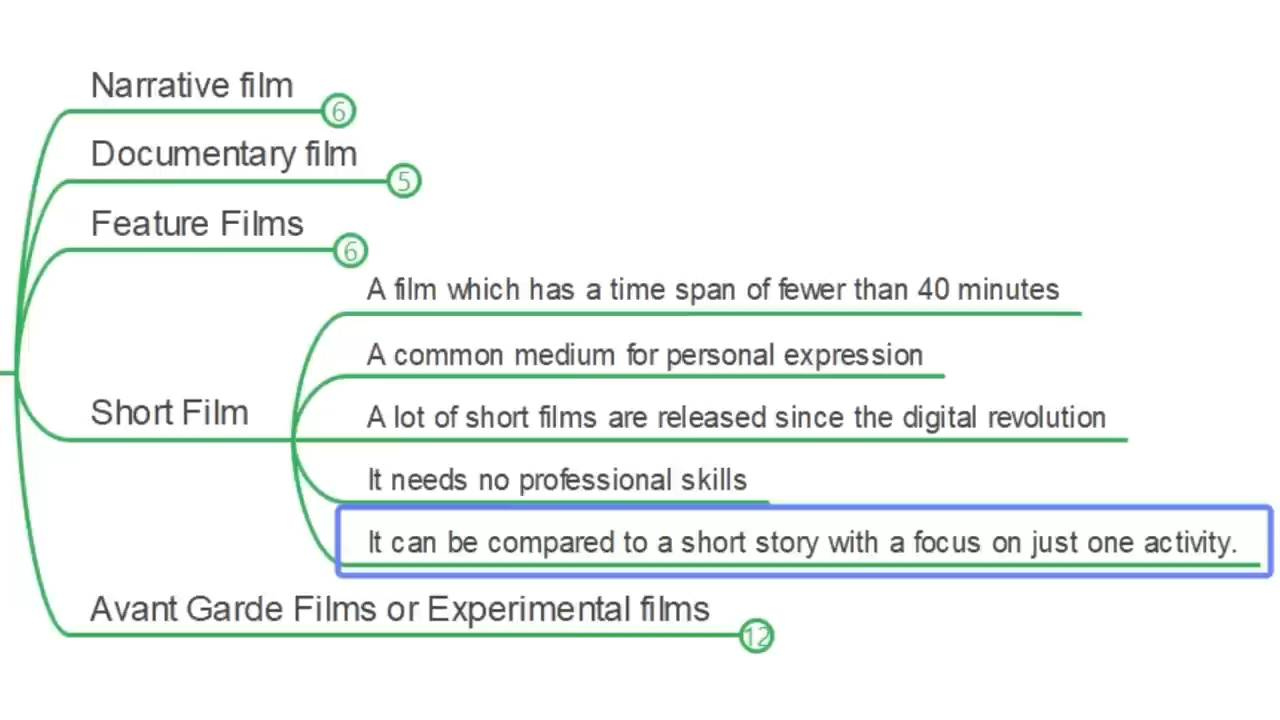 Narrative film
6
Documentary film
5
Feature Films
6
A film which has a time span of fewer than 40 minutes
A common medium for personal expression
A lot of short films are released since the digital revolution
Short Film
It needs no professional skills
It can be compared to a short story with a focus on just one activity.
Avant Garde Films or Experimental films
12